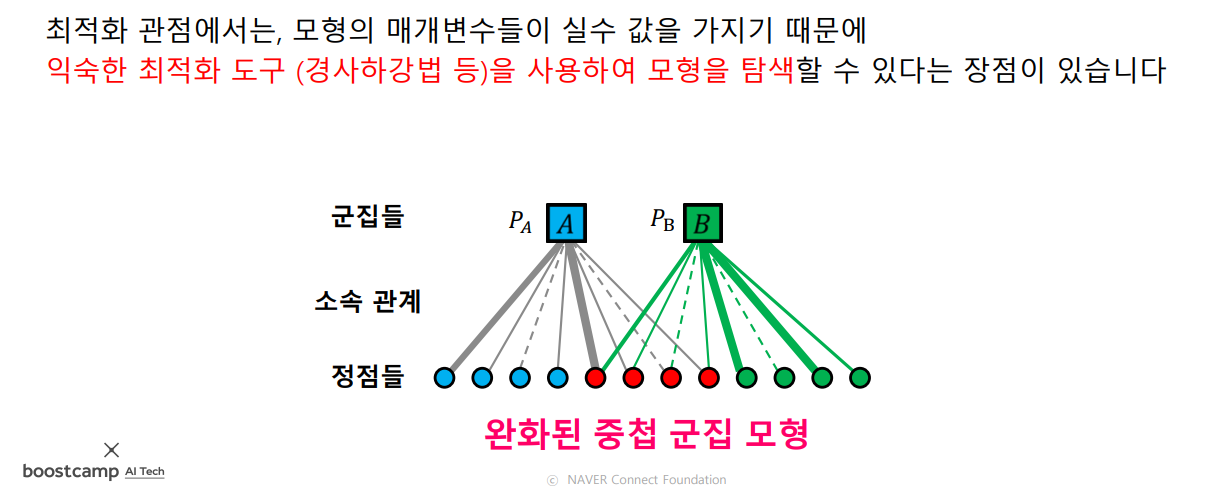 최적화 관점에서는, 모형의 매개변수들이 실수 값을 가지기 때문에
익숙한 최적화 도구 (경사하강법 등)을 사용하여 모형을 탐색할 수 있다는 장점이 있습니다
군집들
P_A A P_B B
소속 관계
정점들
완화된 중첩 군집 모형
boostcamp AI Tech
ⓒ NAVER Connect Foundation